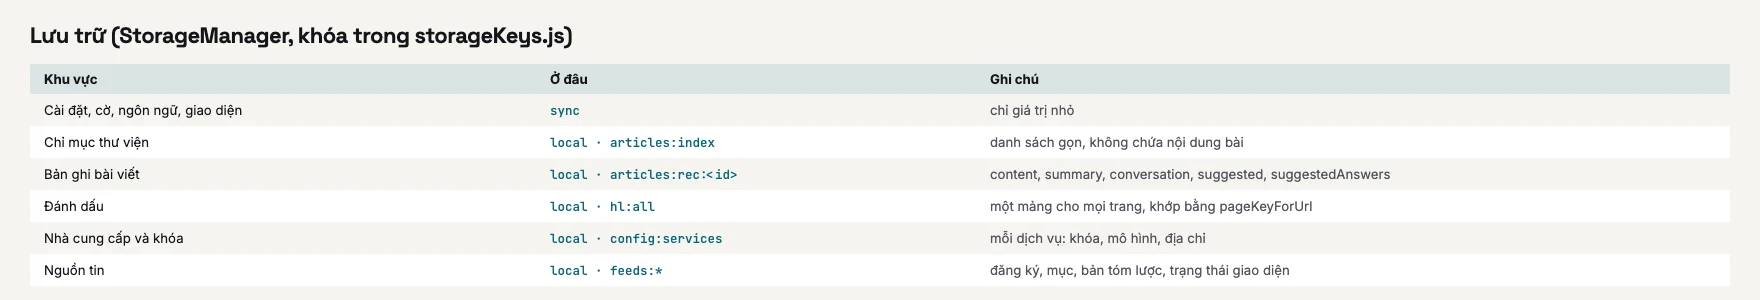 Lưu trữ (StorageManager, khóa trong storageKeys.js)
Khu vực Ở đâu Ghi chú
Cài đặt, cờ, ngôn ngữ, giao diện sync chỉ giá trị nhỏ
Chỉ mục thư viện local · articles:index danh sách gọn, không chứa nội dung bài
Bản ghi bài viết local · articles:rec:<id> content, summary, conversation, suggested, suggestedAnswers
Đánh dấu local · hl:all một mảng cho mọi trang, khớp bằng pageKeyForUrl
Nhà cung cấp và khóa local · config:services mỗi dịch vụ: khóa, mô hình, địa chỉ
Nguồn tin local · feeds:* đăng ký, mục, bản tóm lược, trạng thái giao diện